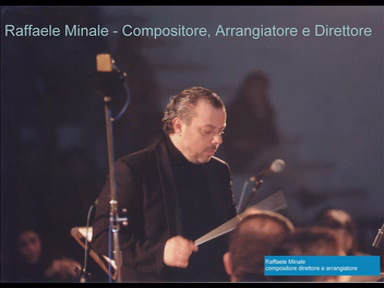 Raffaele Minale - Compositore, Arrangiatore e Direttore
Raffaele Minale
compositore direttore e arrangiatore